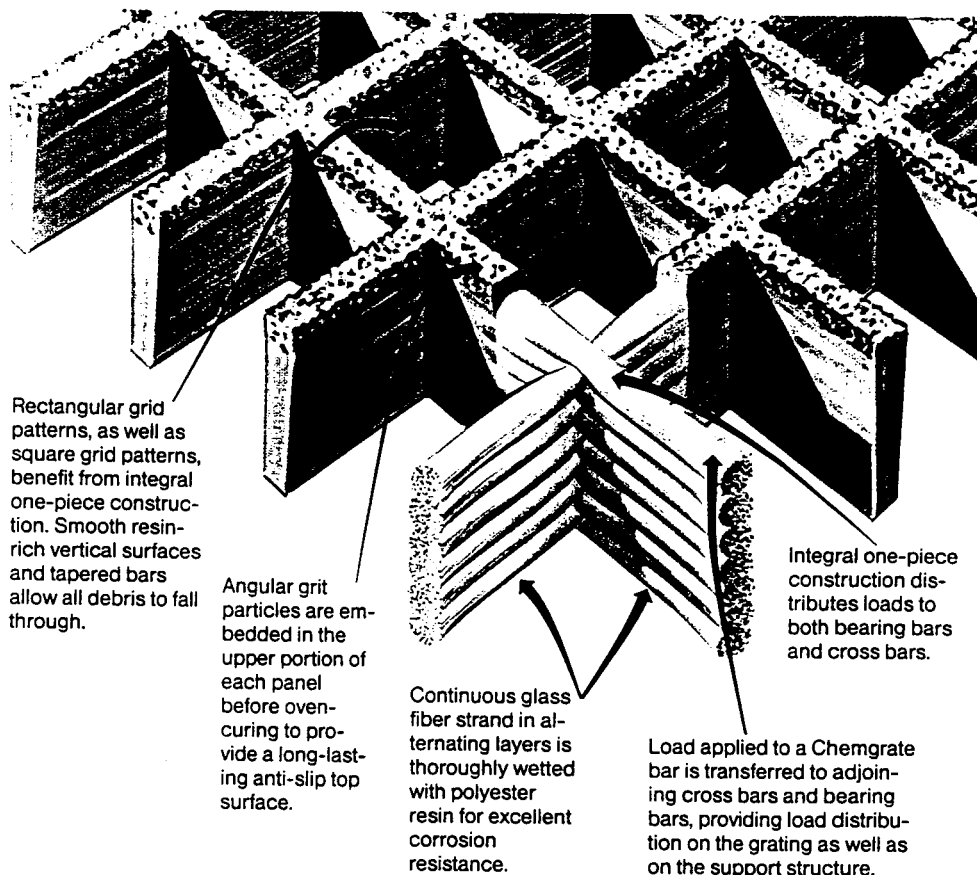 Rectangular grid
patterns, as well as
square grid patterns,
benefit from integral
one-piece construc-
tion. Smooth resin-
rich vertical surfaces
and tapered bars
allow all debris to fall
through.
Angular grit
particles are em-
bedded in the
upper portion of
each panel
before oven-
curing to pro-
vide a long-last-
ing anti-slip top
surface.
Continuous glass
fiber strand in al-
ternating layers is
thoroughly wetted
with polyester
resin for excellent
corrosion
resistance.
Integral one-piece
construction dis-
tributes loads to
both bearing bars
and cross bars.
Load applied to a Chemgrate
bar is transferred to adjoin-
ing cross bars and bearing
bars, providing load distribu-
tion on the grating as well as
on the support structure.